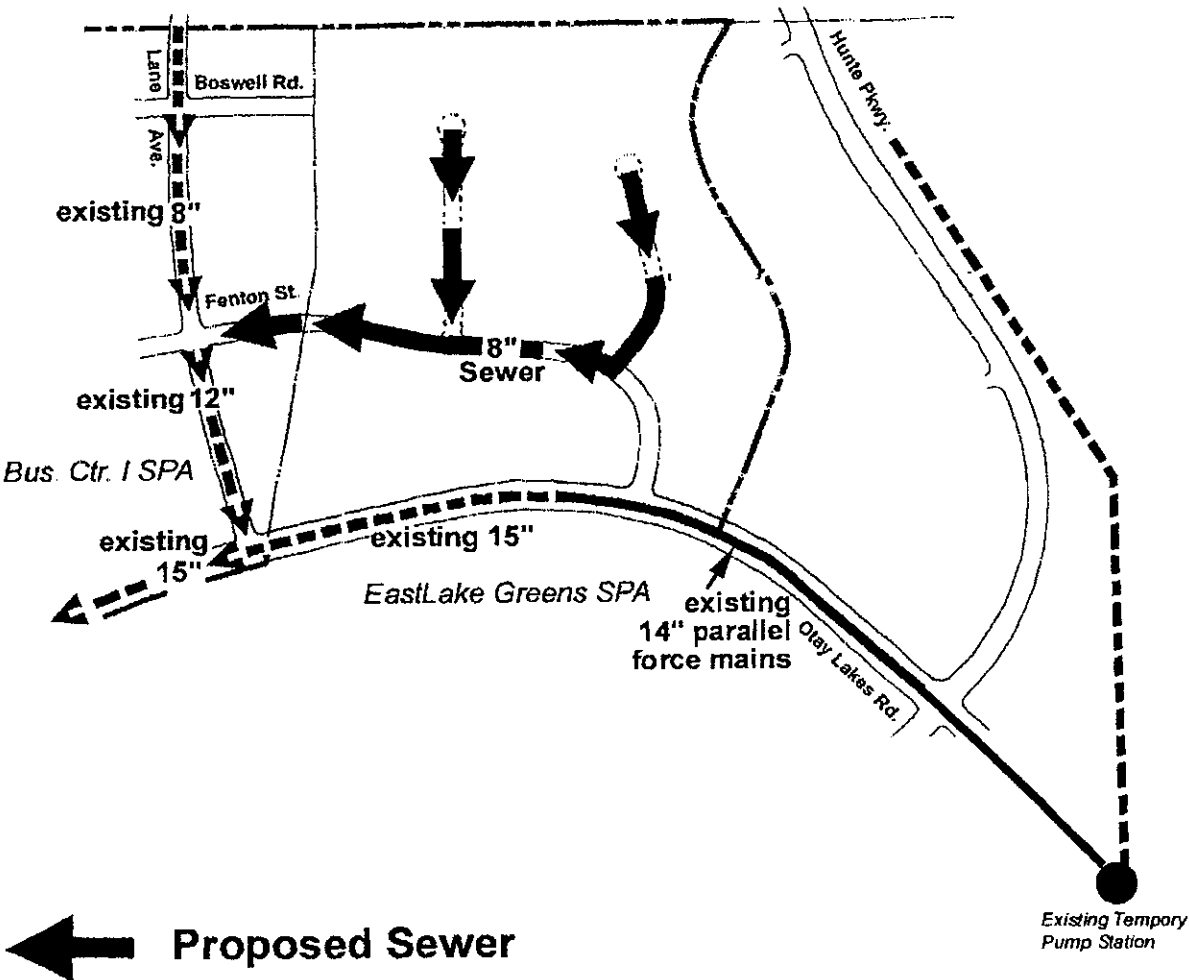 Lane
Ave.
Boswell Rd.
Hunte Pkwy.
existing 8"
Fenton St.
8"
Sewer
existing 12"
Bus. Ctr. I SPA
existing
15"
existing 15"
EastLake Greens SPA
existing
14" parallel
force mains
Otay Lakes Rd.
Existing Tempory
Pump Station
Proposed Sewer